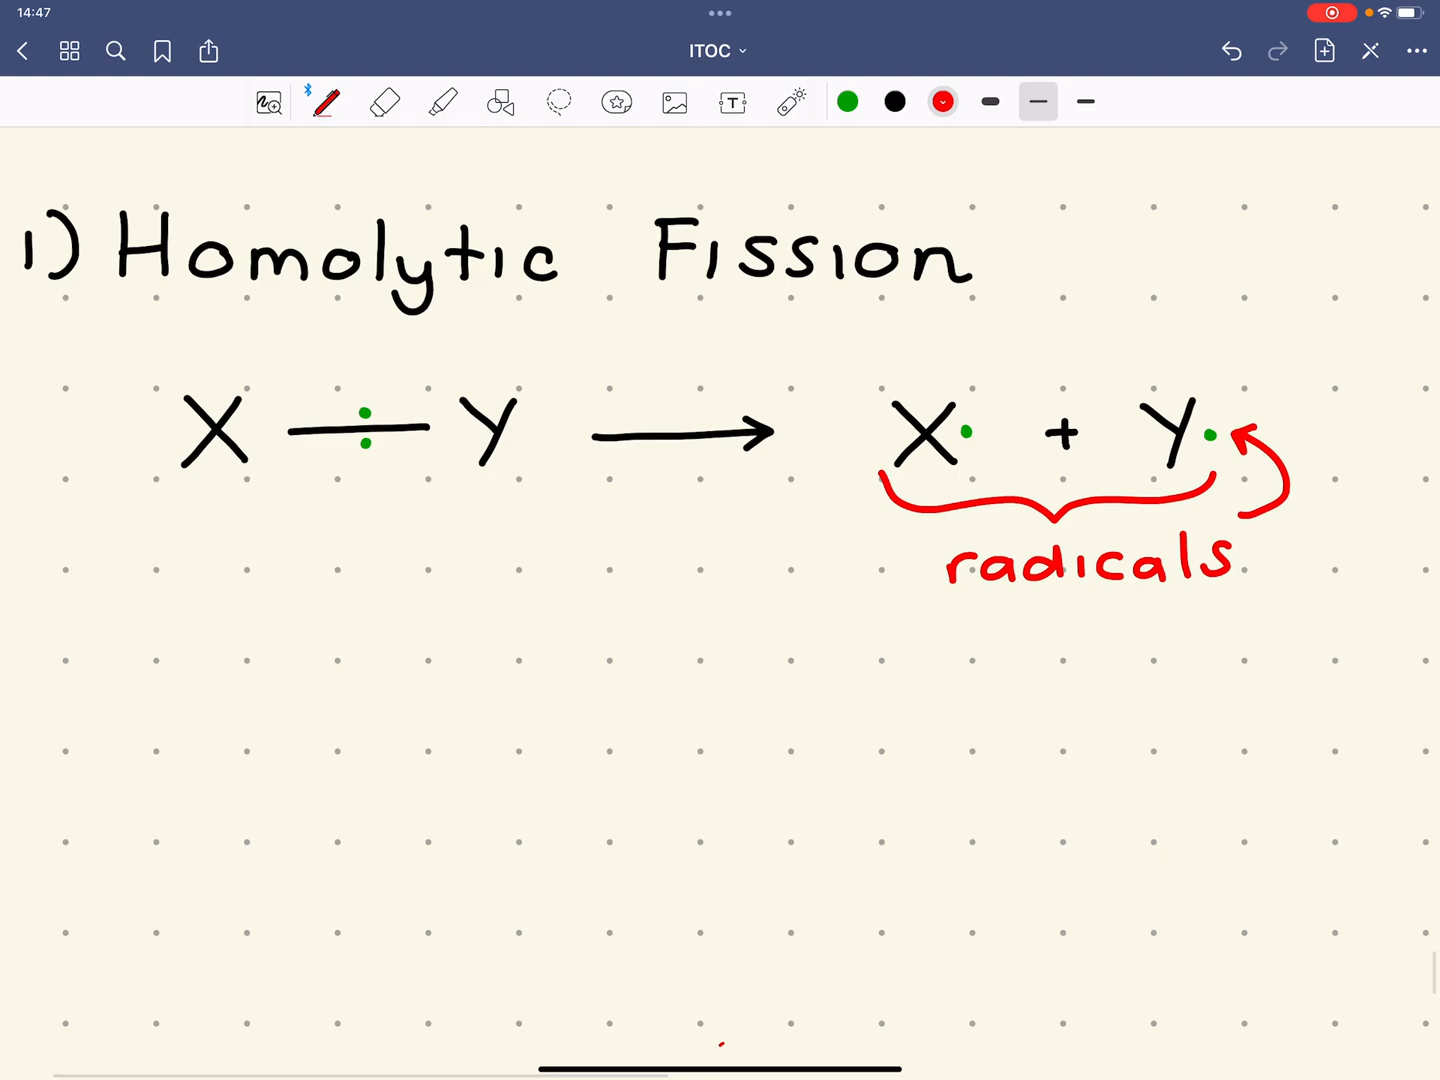 14:47
ITOC
T
1) Homolytic Fission
X — Y → X• + Y•
radicals